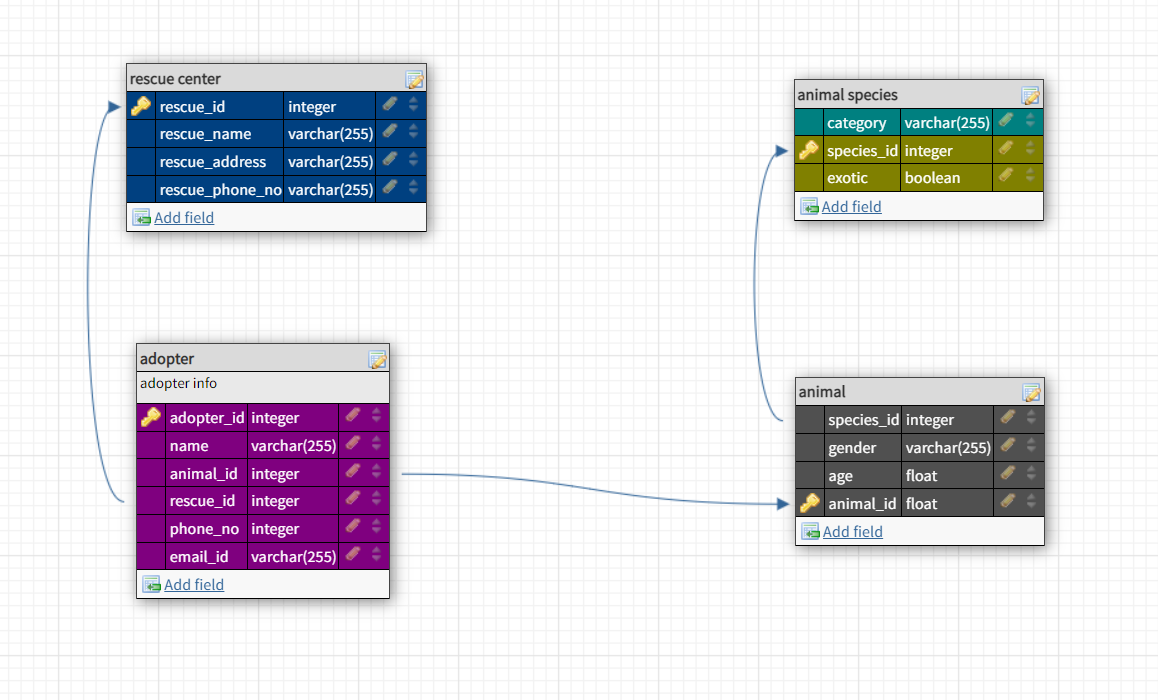 rescue center
rescue_id integer
rescue_name varchar(255)
rescue_address varchar(255)
rescue_phone_no varchar(255)
Add field
animal species
category varchar(255)
species_id integer
exotic boolean
Add field
adopter
adopter info
adopter_id integer
name varchar(255)
animal_id integer
rescue_id integer
phone_no integer
email_id varchar(255)
Add field
animal
species_id integer
gender varchar(255)
age float
animal_id float
Add field